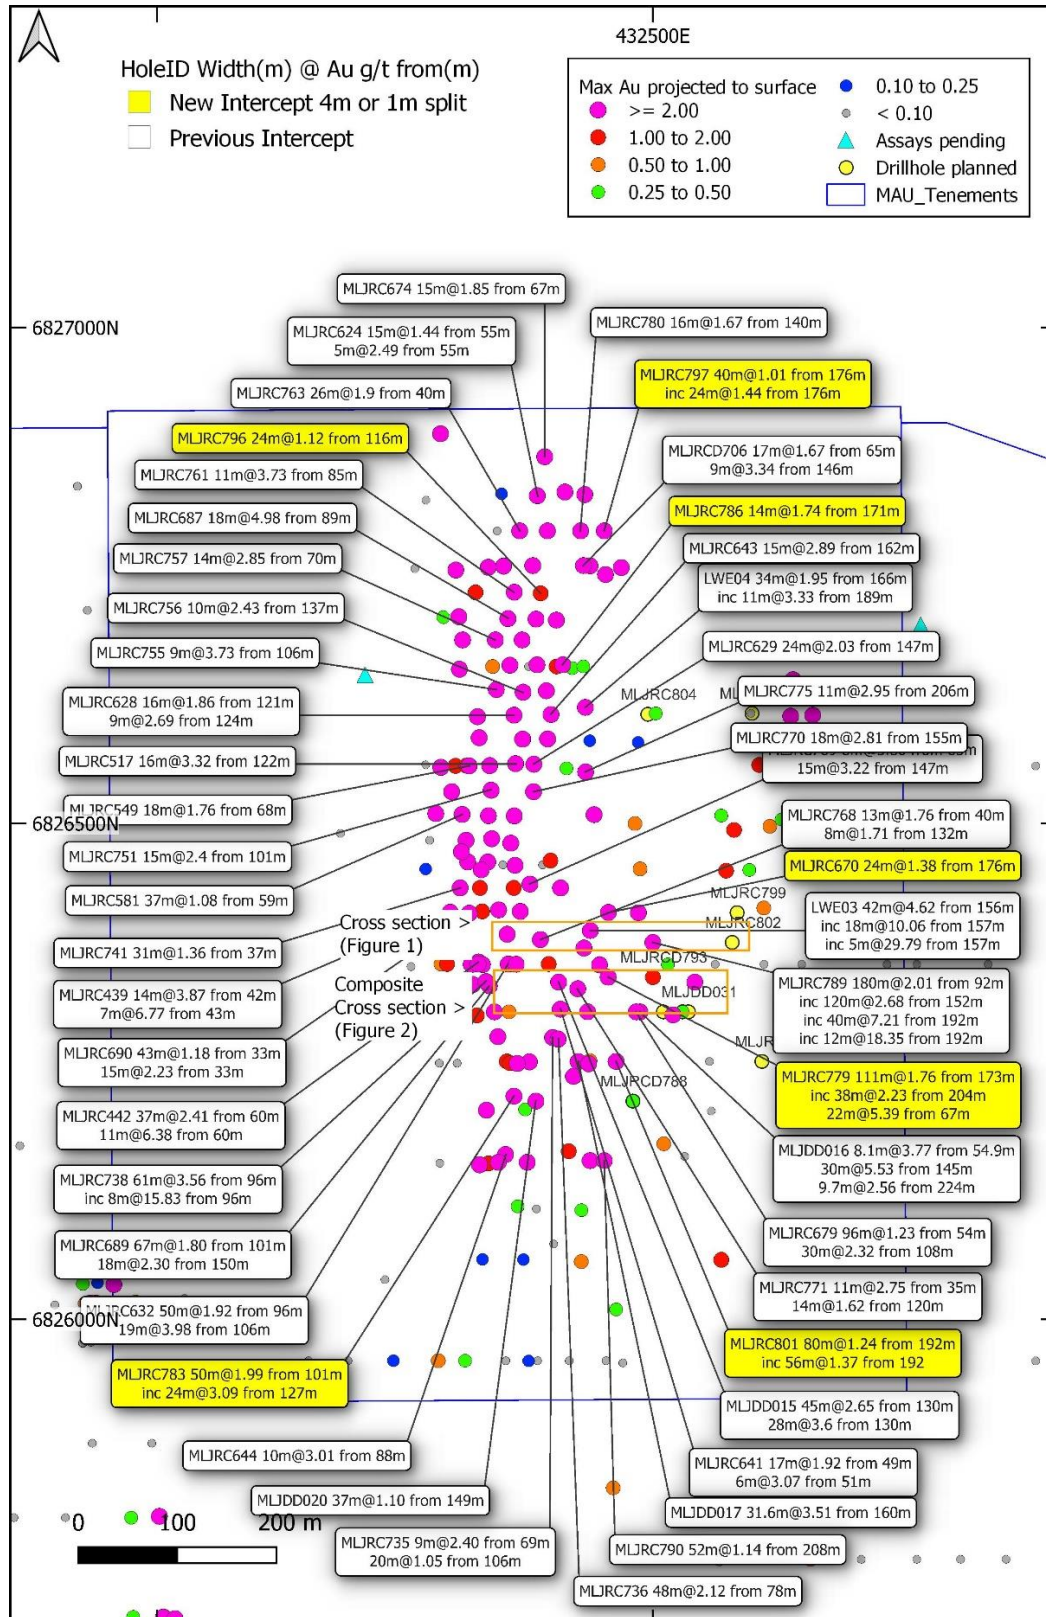 432500E
HoleID Width(m) @ Au g/t from(m)
New Intercept 4m or 1m split
Previous Intercept
Max Au projected to surface
>= 2.00
1.00 to 2.00
0.50 to 1.00
0.25 to 0.50
0.10 to 0.25
< 0.10
Assays pending
Drillhole planned
MAU_Tenements
MLJRC674 15m@1.85 from 67m
6827000N
MLJRC624 15m@1.44 from 55m
5m@2.49 from 55m
MLJRC780 16m@1.67 from 140m
MLJRC763 26m@1.9 from 40m
MLJRC797 40m@1.01 from 176m
inc 24m@1.44 from 176m
MLJRC796 24m@1.12 from 116m
MLJRCD706 17m@1.67 from 65m
9m@3.34 from 146m
MLJRC761 11m@3.73 from 85m
MLJRC786 14m@1.74 from 171m
MLJRC687 18m@4.98 from 89m
MLJRC643 15m@2.89 from 162m
MLJRC757 14m@2.85 from 70m
LWE04 34m@1.95 from 166m
inc 11m@3.33 from 189m
MLJRC756 10m@2.43 from 137m
MLJRC629 24m@2.03 from 147m
MLJRC755 9m@3.73 from 106m
MLJRC804
MLJRC775 11m@2.95 from 206m
MLJRC628 16m@1.86 from 121m
9m@2.69 from 124m
MLJRC770 18m@2.81 from 155m
MLJRC517 16m@3.32 from 122m
15m@3.22 from 147m
MLJRC549 18m@1.76 from 68m
6826500N
MLJRC768 13m@1.76 from 40m
8m@1.71 from 132m
MLJRC751 15m@2.4 from 101m
MLJRC670 24m@1.38 from 176m
MLJRC581 37m@1.08 from 59m
MLJRC799
MLJRC802
Cross section >
(Figure 1)
LWE03 42m@4.62 from 156m
inc 18m@10.06 from 157m
inc 5m@29.79 from 157m
MLJRC741 31m@1.36 from 37m
MLJRCD793
MLJRC439 14m@3.87 from 42m
7m@6.77 from 43m
Composite
Cross section >
(Figure 2)
MLJDD031
MLJRC789 180m@2.01 from 92m
inc 120m@2.68 from 152m
inc 40m@7.21 from 192m
inc 12m@18.35 from 192m
MLJRC690 43m@1.18 from 33m
15m@2.23 from 33m
MLJRCD788
MLJRC779 111m@1.76 from 173m
inc 38m@2.23 from 204m
22m@5.39 from 67m
MLJRC442 37m@2.41 from 60m
11m@6.38 from 60m
MLJDD016 8.1m@3.77 from 54.9m
30m@5.53 from 145m
9.7m@2.56 from 224m
MLJRC738 61m@3.56 from 96m
inc 8m@15.83 from 96m
MLJRC679 96m@1.23 from 54m
30m@2.32 from 108m
MLJRC689 67m@1.80 from 101m
18m@2.30 from 150m
MLJRC771 11m@2.75 from 35m
14m@1.62 from 120m
MLJRC632 50m@1.92 from 96m
19m@3.98 from 106m
6826000N
MLJRC801 80m@1.24 from 192m
inc 56m@1.37 from 192
MLJRC783 50m@1.99 from 101m
inc 24m@3.09 from 127m
MLJDD015 45m@2.65 from 130m
28m@3.6 from 130m
MLJRC644 10m@3.01 from 88m
MLJRC641 17m@1.92 from 49m
6m@3.07 from 51m
MLJDD020 37m@1.10 from 149m
MLJDD017 31.6m@3.51 from 160m
MLJRC735 9m@2.40 from 69m
20m@1.05 from 106m
MLJRC790 52m@1.14 from 208m
MLJRC736 48m@2.12 from 78m
0 100 200 m